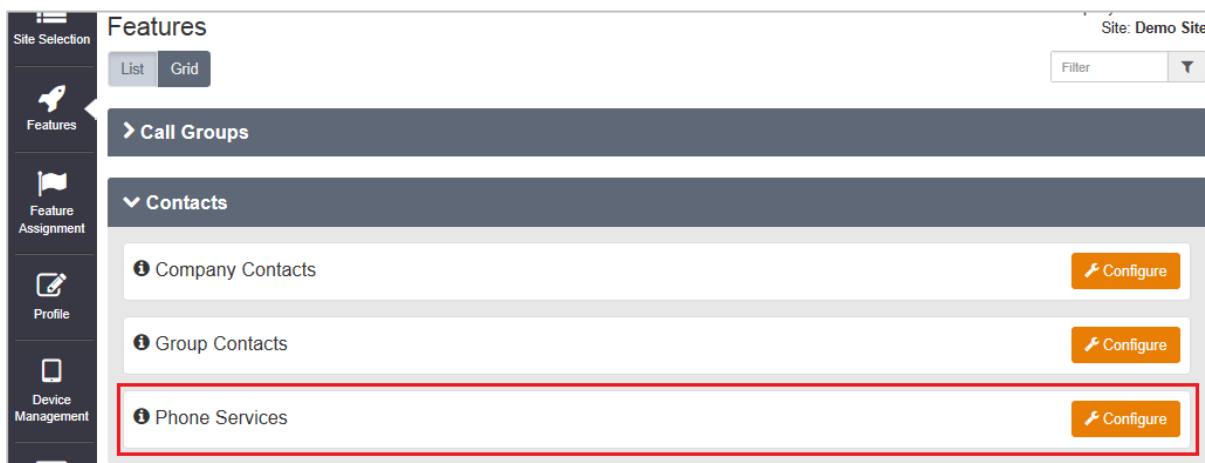 Site Selection
Features
Site: Demo Site
List
Grid
Filter
Features
Call Groups
Feature
Assignment
Contacts
Company Contacts
Configure
Profile
Group Contacts
Configure
Device
Management
Phone Services
Configure